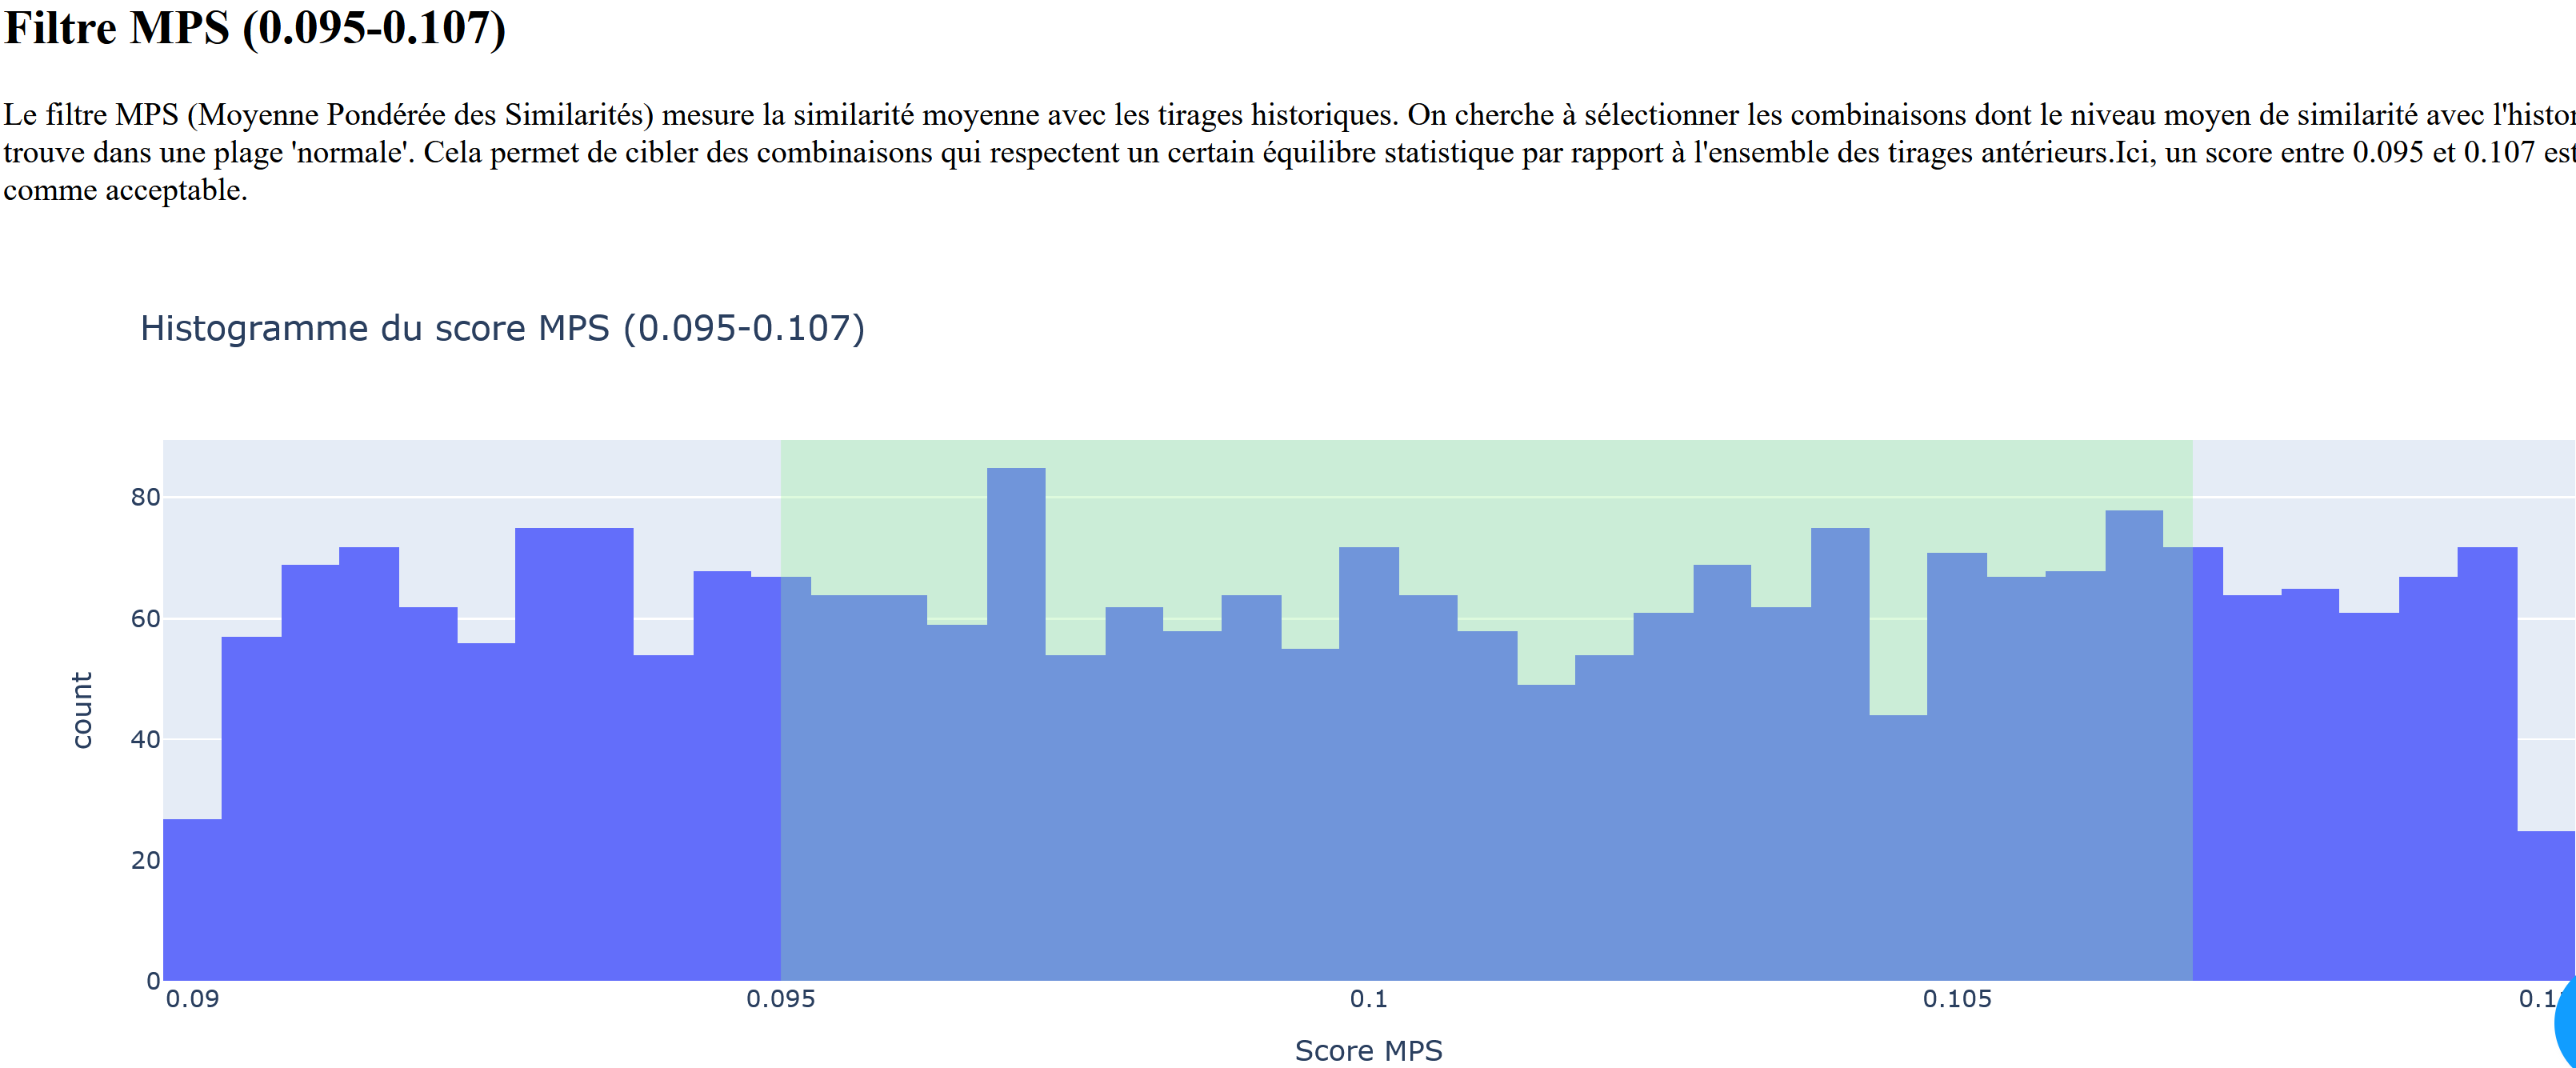 Filtre MPS (0.095-0.107)
Le filtre MPS (Moyenne Pondérée des Similarités) mesure la similarité moyenne avec les tirages historiques. On cherche à sélectionner les combinaisons dont le niveau moyen de similarité avec
trouve dans une plage 'normale'. Cela permet de cibler des combinaisons qui respectent un certain équilibre statistique par rapport à l'ensemble des tirages antérieurs.Ici, un score entre 0.095 et 0.107 est
comme acceptable.
Histogramme du score MPS (0.095-0.107)
80
60
40
20
0
count
0.09 0.095 0.1 0.105
Score MPS